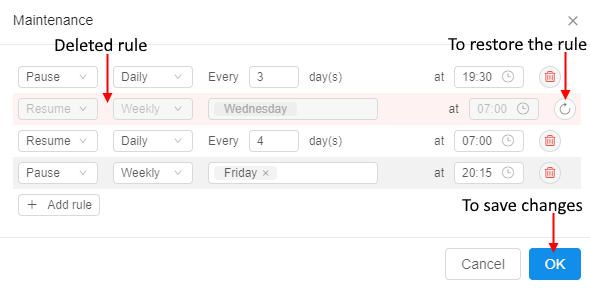 Maintenance
Deleted rule
To restore the rule
Pause Daily Every 3 day(s) at 19:30
Resume Weekly Wednesday at 07:00
Resume Daily Every 4 day(s) at 07:00
Pause Weekly Friday × at 20:15
+ Add rule
To save changes
Cancel OK